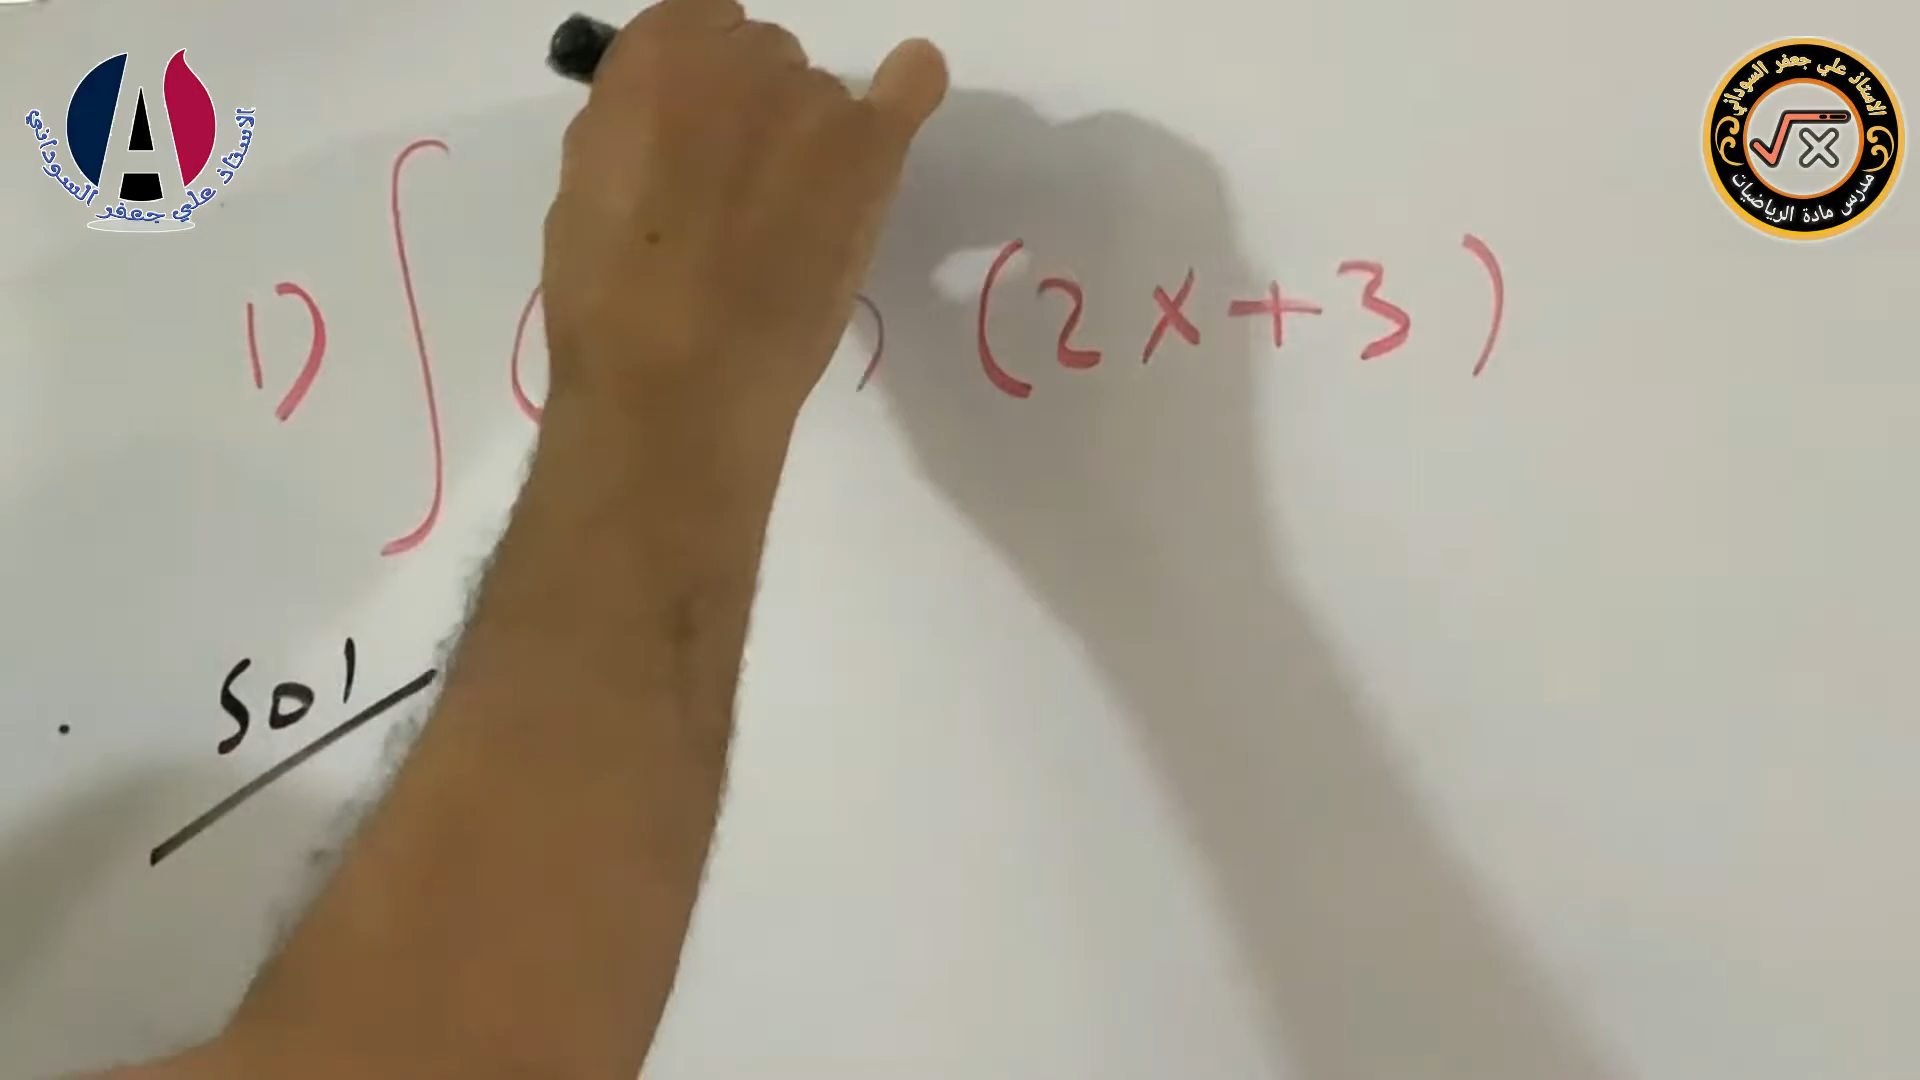 الاستاذ علي جعفر السوداني
A
الاستاذ علي جعفر السوداني
√x
مدرس مادة الرياضيات
1) ∫ ( ) (2x+3)
Sol